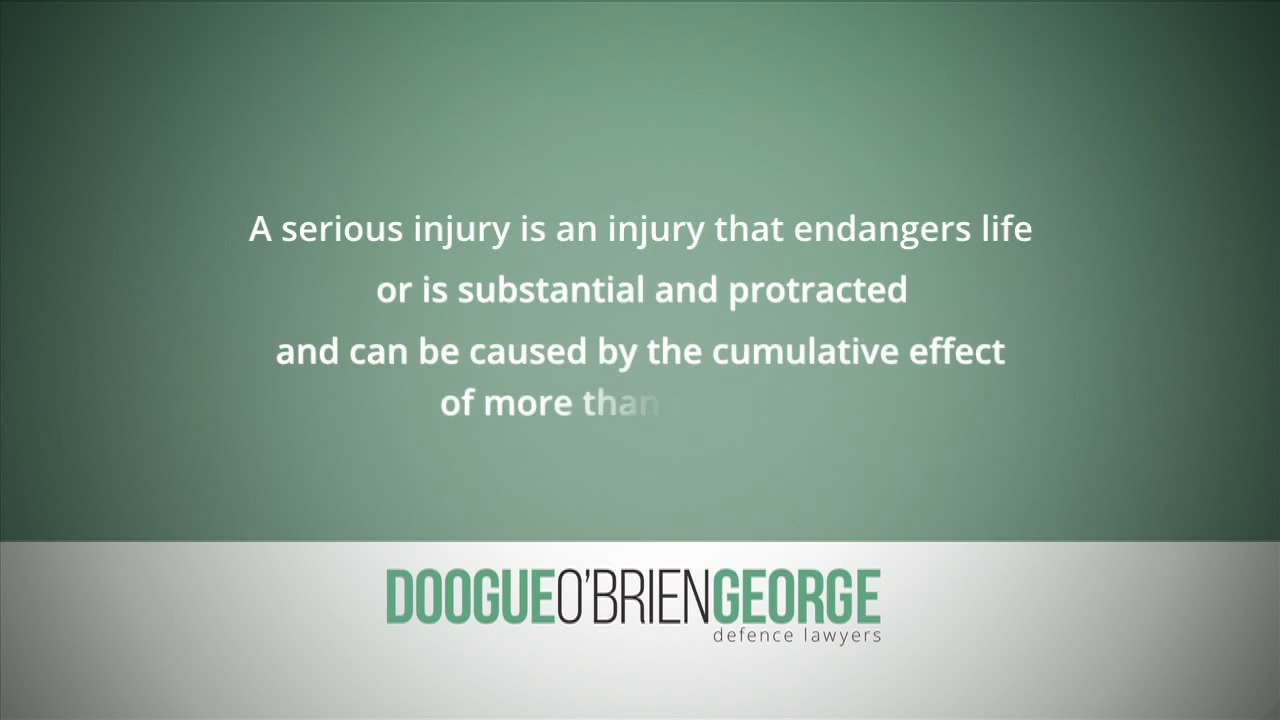 A serious injury is an injury that endangers life
or is substantial and protracted
and can be caused by the cumulative effect
of more than
DOOGUEO'BRIENGEORGE
defence lawyers